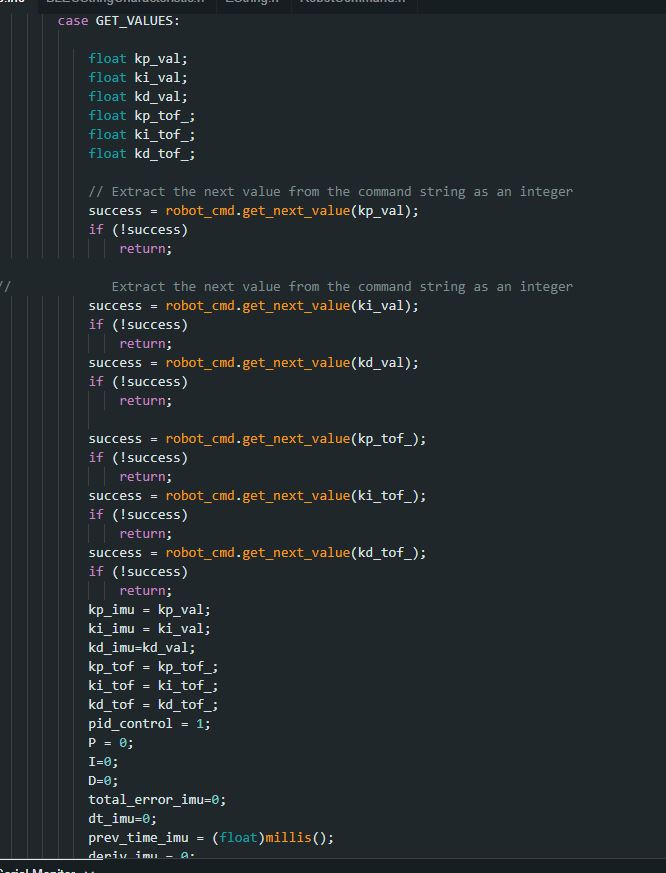 case GET_VALUES:
float kp_val;
float ki_val;
float kd_val;
float kp_tof_;
float ki_tof_;
float kd_tof_;
// Extract the next value from the command string as an integer
success = robot_cmd.get_next_value(kp_val);
if (!success)
return;
// Extract the next value from the command string as an integer
success = robot_cmd.get_next_value(ki_val);
if (!success)
return;
success = robot_cmd.get_next_value(kd_val);
if (!success)
return;
success = robot_cmd.get_next_value(kp_tof_);
if (!success)
return;
success = robot_cmd.get_next_value(ki_tof_);
if (!success)
return;
success = robot_cmd.get_next_value(kd_tof_);
if (!success)
return;
kp_imu = kp_val;
ki_imu = ki_val;
kd_imu=kd_val;
kp_tof = kp_tof_;
ki_tof = ki_tof_;
kd_tof = kd_tof_;
pid_control = 1;
P = 0;
I=0;
D=0;
total_error_imu=0;
dt_imu=0;
prev_time_imu = (float)millis();
deriv_imu = 0;
Serial Monitor